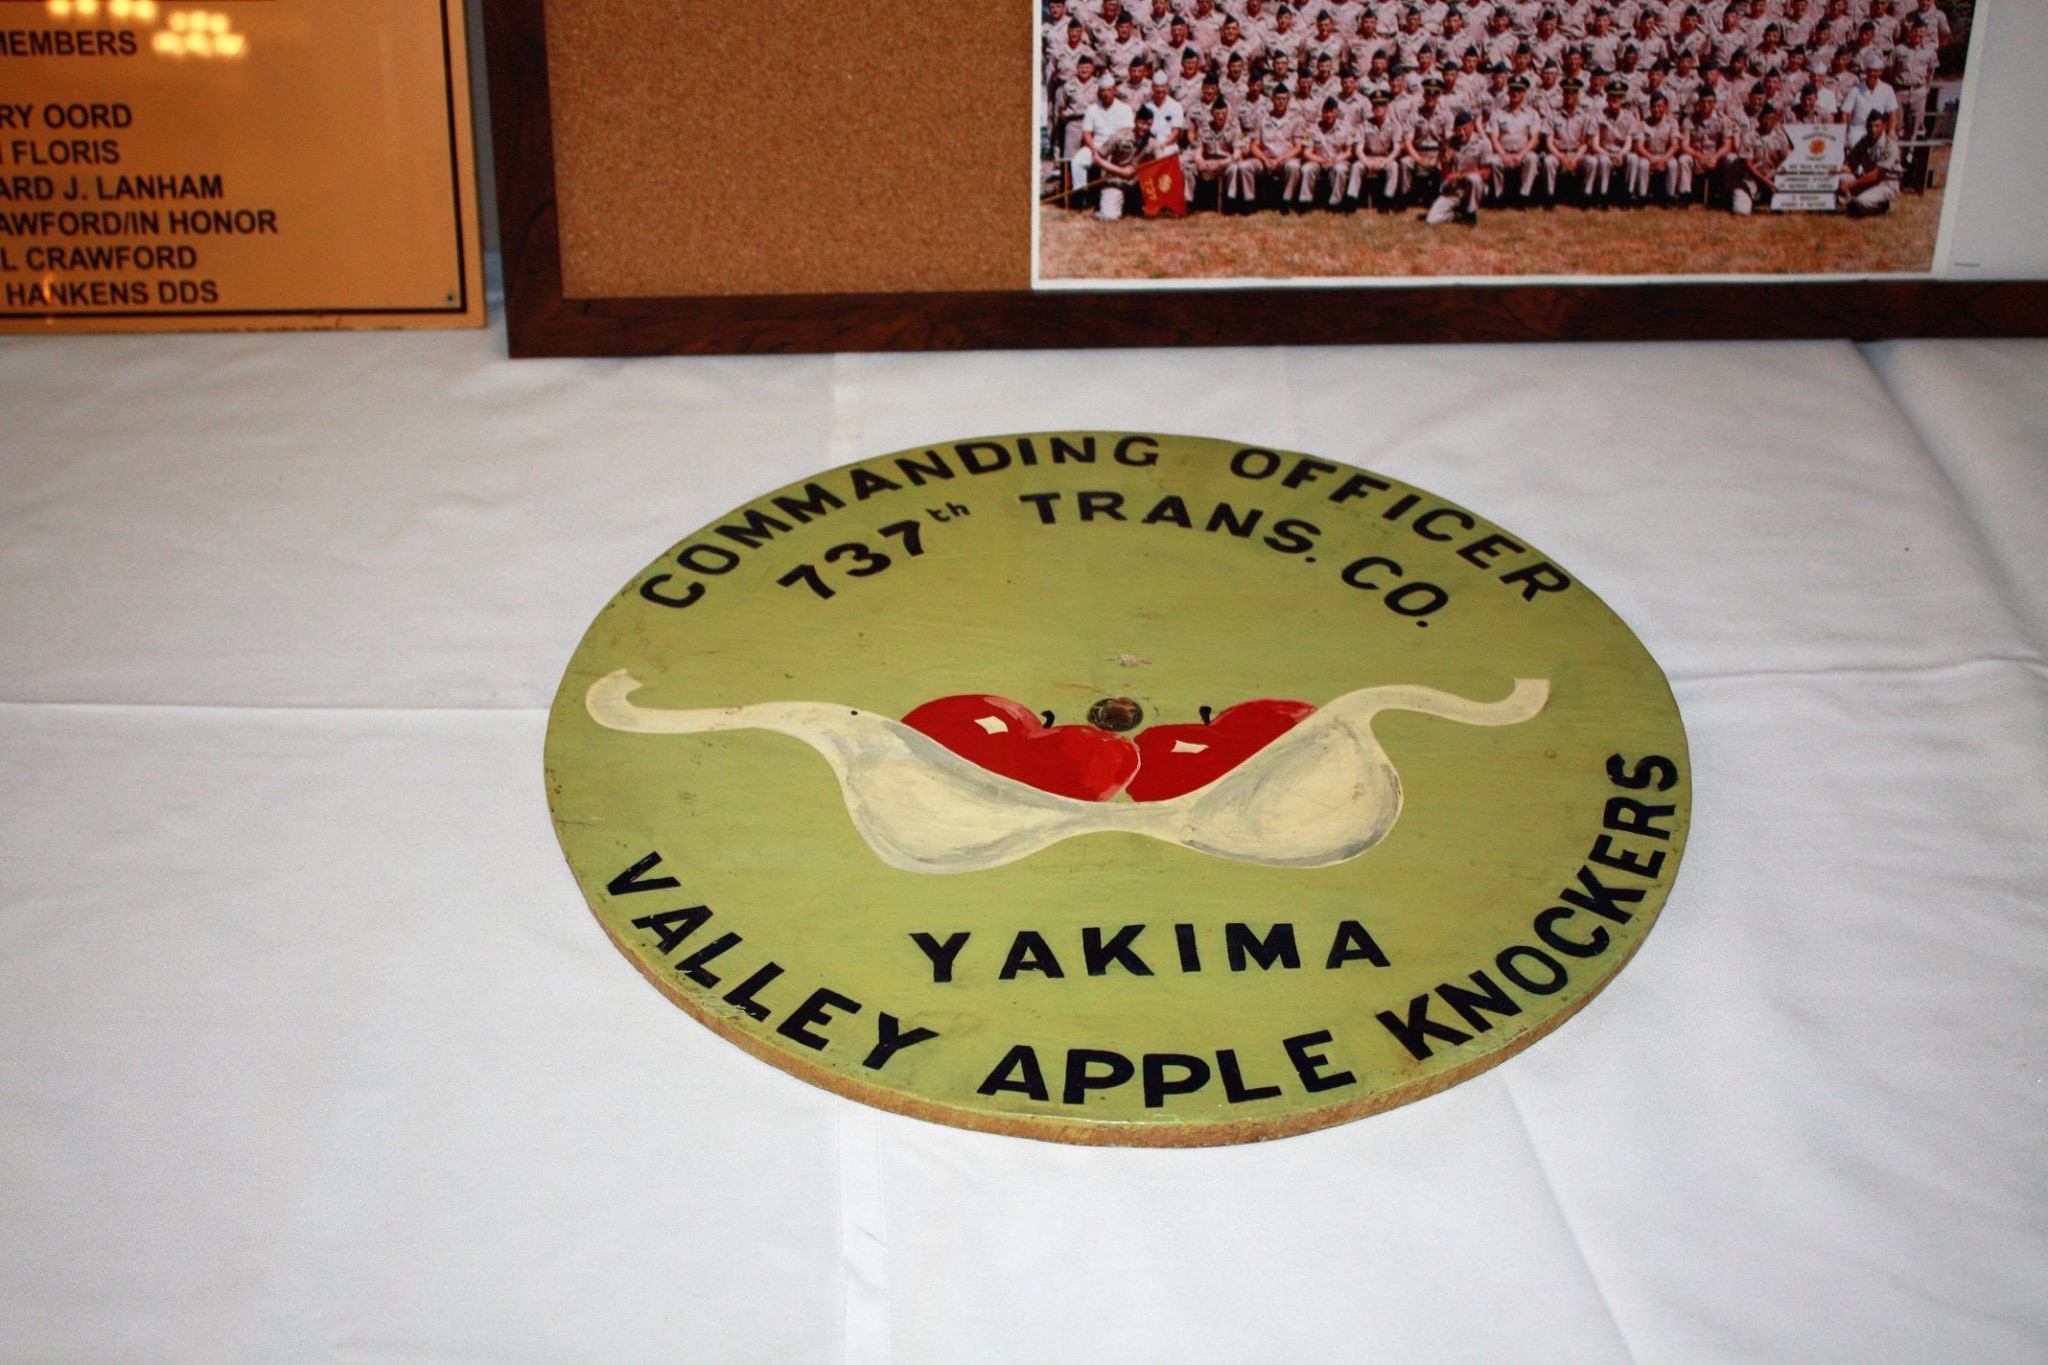 MEMBERS
RY OORD
FLORIS
ARD J. LANHAM
AWFORD/IN HONOR
L CRAWFORD
HANKENS DDS
COMMANDING OFFICER
737th TRANS. CO.
YAKIMA
VALLEY APPLE KNOCKERS